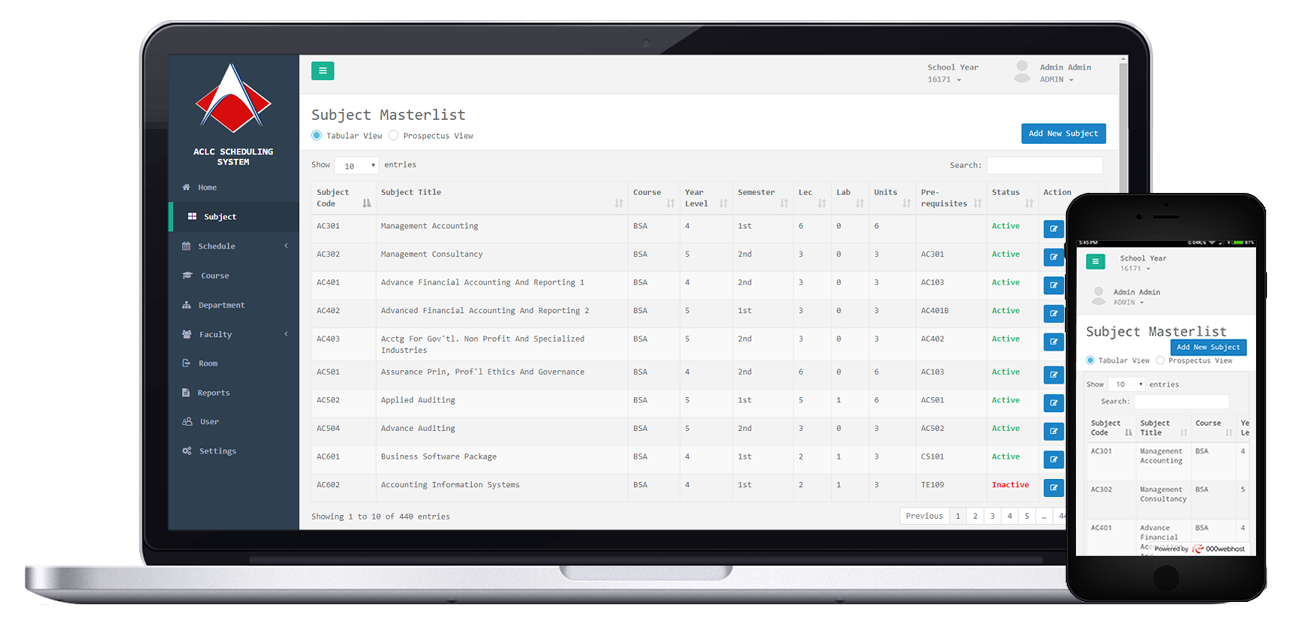 School Year
16171
Admin Admin
ADMIN
ACLC SCHEDULING
SYSTEM
Home
Subject
Schedule
Course
Department
Faculty
Room
Reports
User
Settings
Subject Masterlist
Tabular View Prospectus View
Add New Subject
Show 10 entries
Search:
Subject Code Subject Title Course Year Level Semester Lec Lab Units Pre-requisites Status Action
AC301 Management Accounting BSA 4 1st 6 0 6 Active
AC302 Management Consultancy BSA 5 2nd 3 0 3 AC301 Active
AC401 Advance Financial Accounting And Reporting 1 BSA 4 2nd 3 0 3 AC103 Active
AC402 Advanced Financial Accounting And Reporting 2 BSA 5 1st 3 0 3 AC401B Active
AC403 Acctg For Gov'tl. Non Profit And Specialized Industries BSA 5 2nd 3 0 3 AC402 Active
AC501 Assurance Prin, Prof'l Ethics And Governance BSA 4 2nd 6 0 6 AC103 Active
AC502 Applied Auditing BSA 5 1st 5 1 6 AC501 Active
AC504 Advance Auditing BSA 5 2nd 3 0 3 AC502 Active
AC601 Business Software Package BSA 4 1st 2 1 3 CS101 Active
AC602 Accounting Information Systems BSA 4 1st 2 1 3 TE109 Inactive
Showing 1 to 10 of 440 entries
Previous 1 2 3 4 5 …
5:45 PM
School Year
16171
Admin Admin
ADMIN
Subject Masterlist
Add New Subject
Tabular View Prospectus View
Show 10 entries
Search:
Subject Code Subject Title Course Ye Le
AC301 Management Accounting BSA 4
AC302 Management Consultancy BSA 5
AC401 Advance Financial BSA 4
Powered by 000webhost